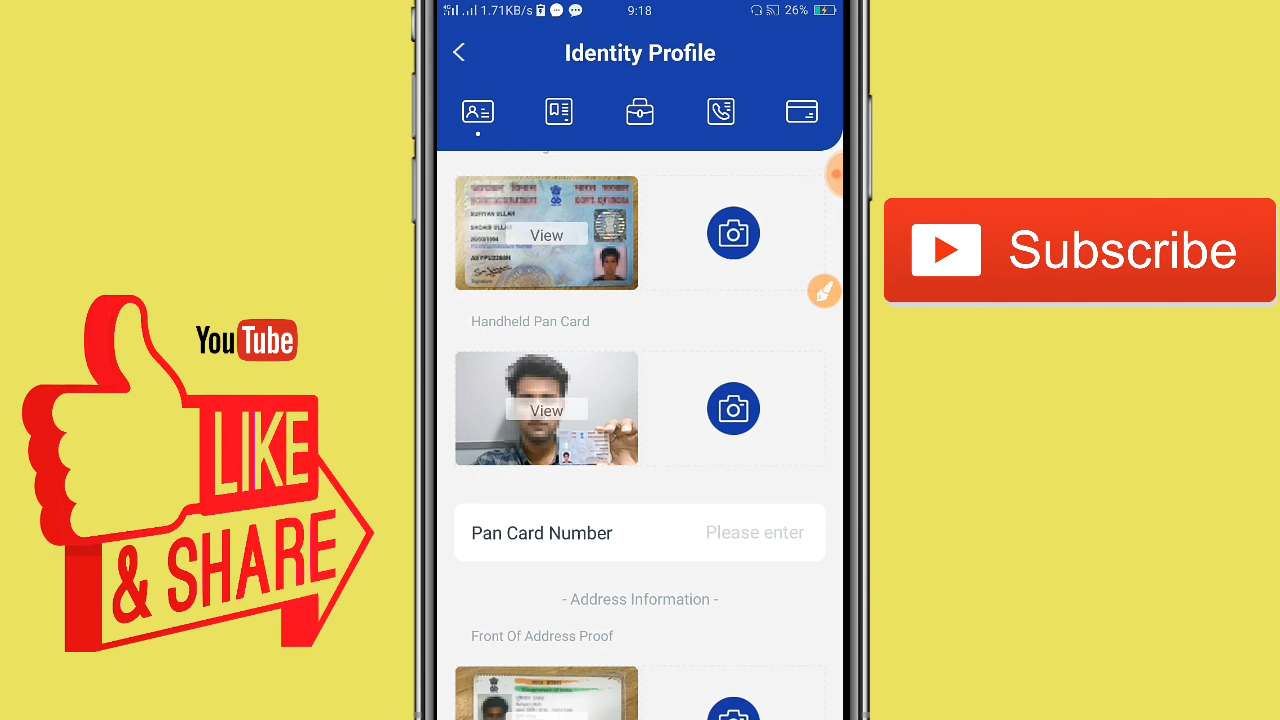 1.71KB/s 9:18 26%
Identity Profile
View
Handheld Pan Card
View
Pan Card Number Please enter
- Address Information -
Front Of Address Proof
YouTube
LIKE
& SHARE
Subscribe